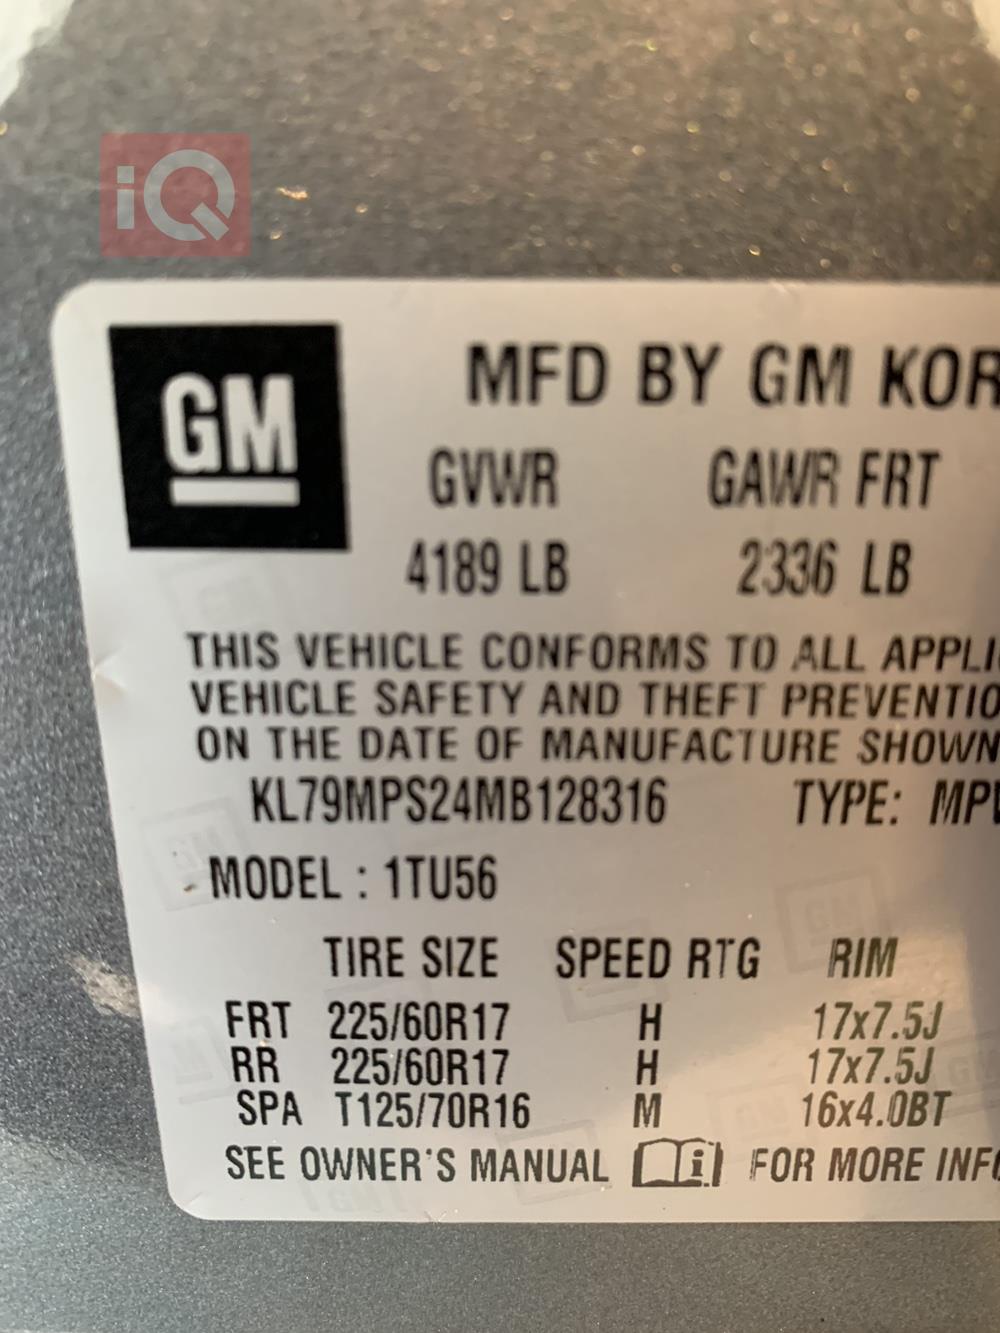 iQ
GM
MFD BY GM KOR
GVWR GAWR FRT
4189 LB 2336 LB
THIS VEHICLE CONFORMS TO ALL APPLI
VEHICLE SAFETY AND THEFT PREVENTIO
ON THE DATE OF MANUFACTURE SHOWN
KL79MPS24MB128316 TYPE: MPV
MODEL : 1TU56
TIRE SIZE SPEED RTG RIM
FRT 225/60R17 H 17x7.5J
RR 225/60R17 H 17x7.5J
SPA T125/70R16 M 16x4.0BT
SEE OWNER'S MANUAL i FOR MORE INFO